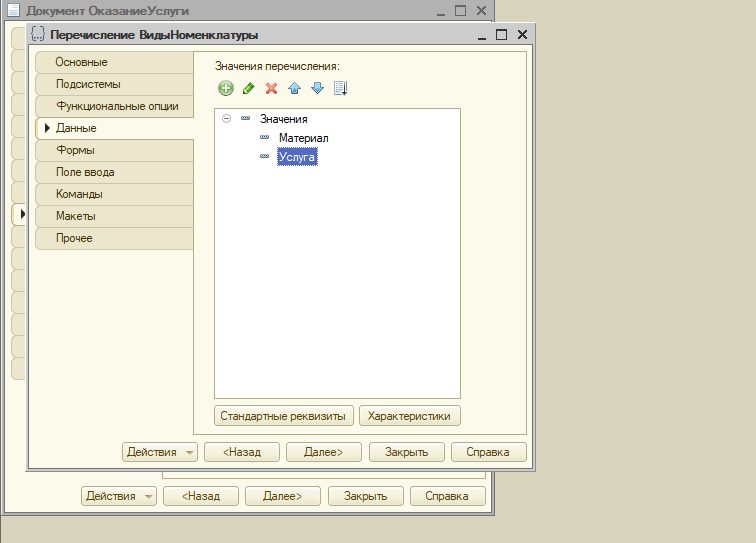 Документ ОказаниеУслуги
Перечисление ВидыНоменклатуры
Основные
Подсистемы
Функциональные опции
Данные
Формы
Поле ввода
Команды
Макеты
Прочее
Значения перечисления:
Значения
Материал
Услуга
Стандартные реквизиты Характеристики
Действия <Назад Далее> Закрыть Справка
Действия <Назад Далее> Закрыть Справка